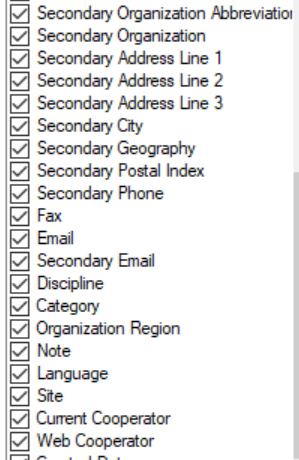 Secondary Organization Abbreviation
Secondary Organization
Secondary Address Line 1
Secondary Address Line 2
Secondary Address Line 3
Secondary City
Secondary Geography
Secondary Postal Index
Secondary Phone
Fax
Email
Secondary Email
Discipline
Category
Organization Region
Note
Language
Site
Current Cooperator
Web Cooperator